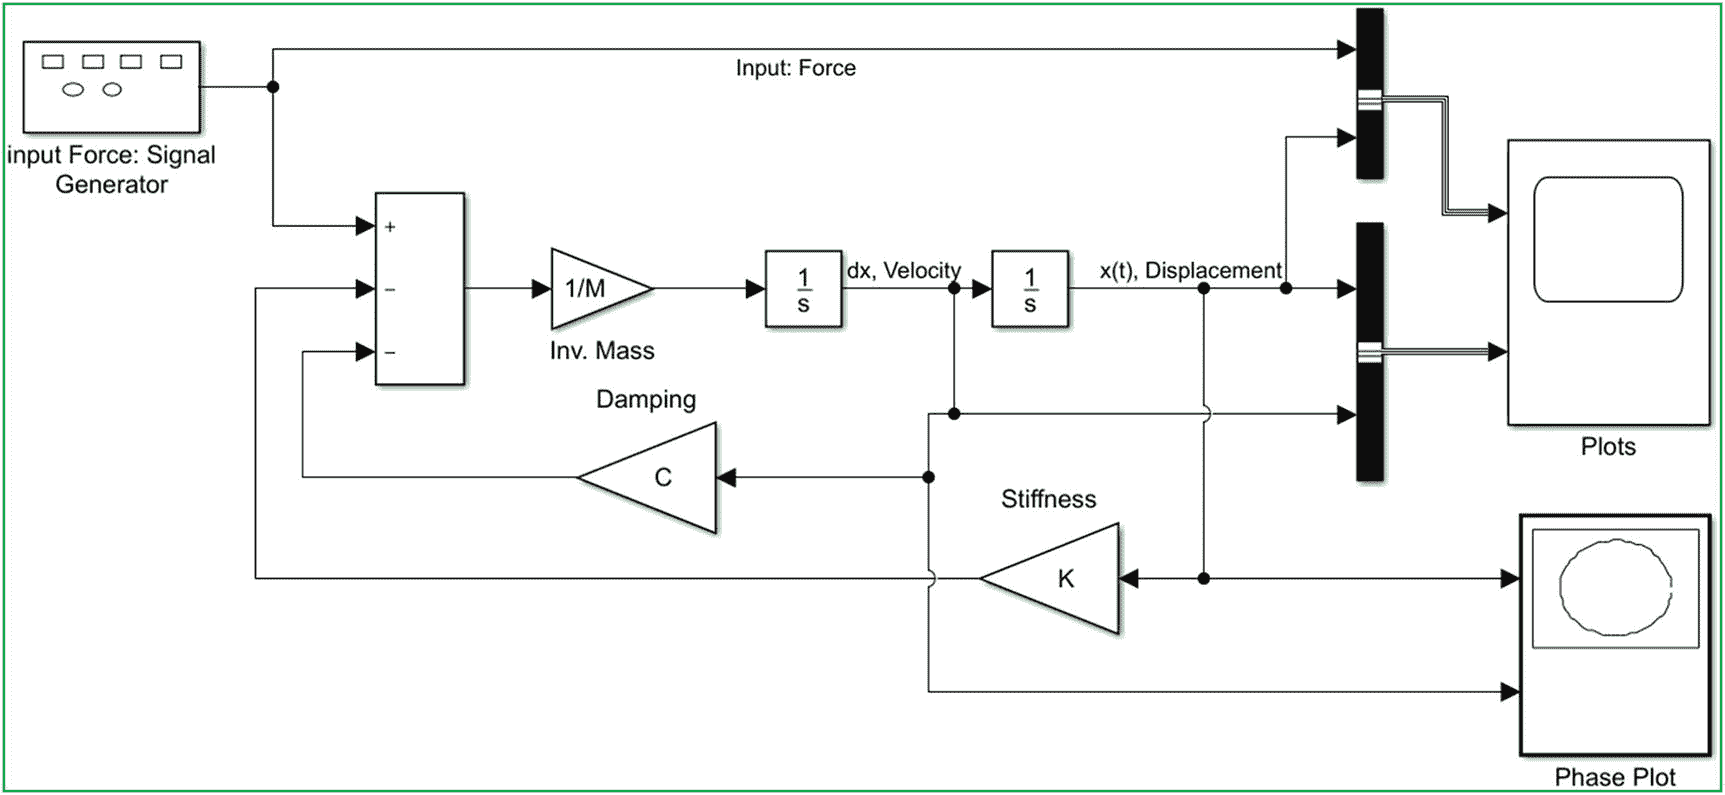 Input: Force
input Force: Signal
Generator
+
−
−
1/M
Inv. Mass
1
s
dx, Velocity
1
s
x(t), Displacement
Damping
C
Stiffness
K
Plots
Phase Plot